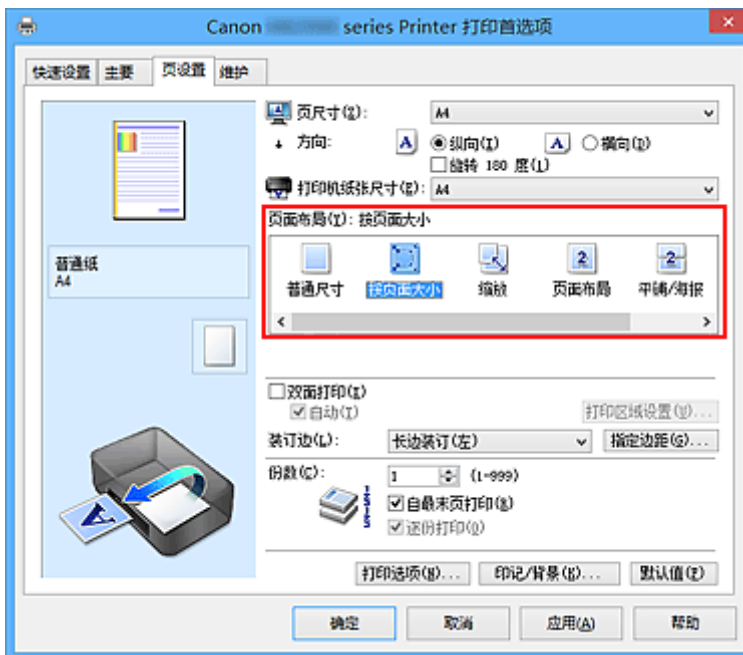 Canon series Printer 打印首选项
快速设置 主要 页设置 维护
页尺寸(Z): A4
方向: A 纵向(I) A 横向(D)
旋转 180 度(L)
打印机纸张尺寸(E): A4
页面布局(Y): 按页面大小
普通尺寸 按页面大小 缩放 页面布局 平铺/海报
普通纸
A4
双面打印(X)
自动(T) 打印区域设置(U)...
装订边(L): 长边装订(左) 指定边距(G)...
份数(C): 1 (1-999)
自最末页打印(S)
逐份打印(O)
打印选项(N)... 印记/背景(K)... 默认值(F)
确定 取消 应用(A) 帮助